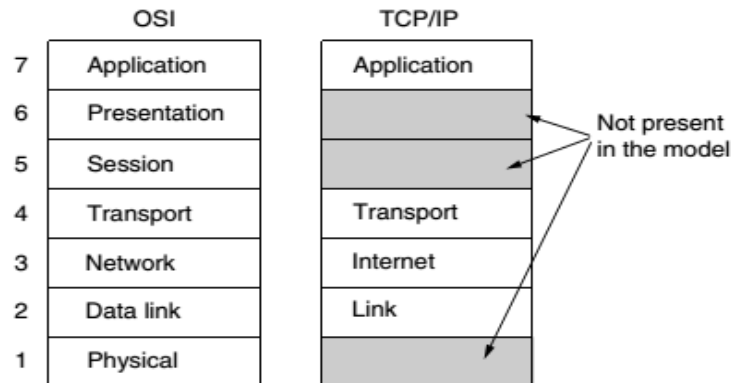 OSI TCP/IP
7 Application Application
6 Presentation
5 Session
Not present
in the model
4 Transport Transport
3 Network Internet
2 Data link Link
1 Physical